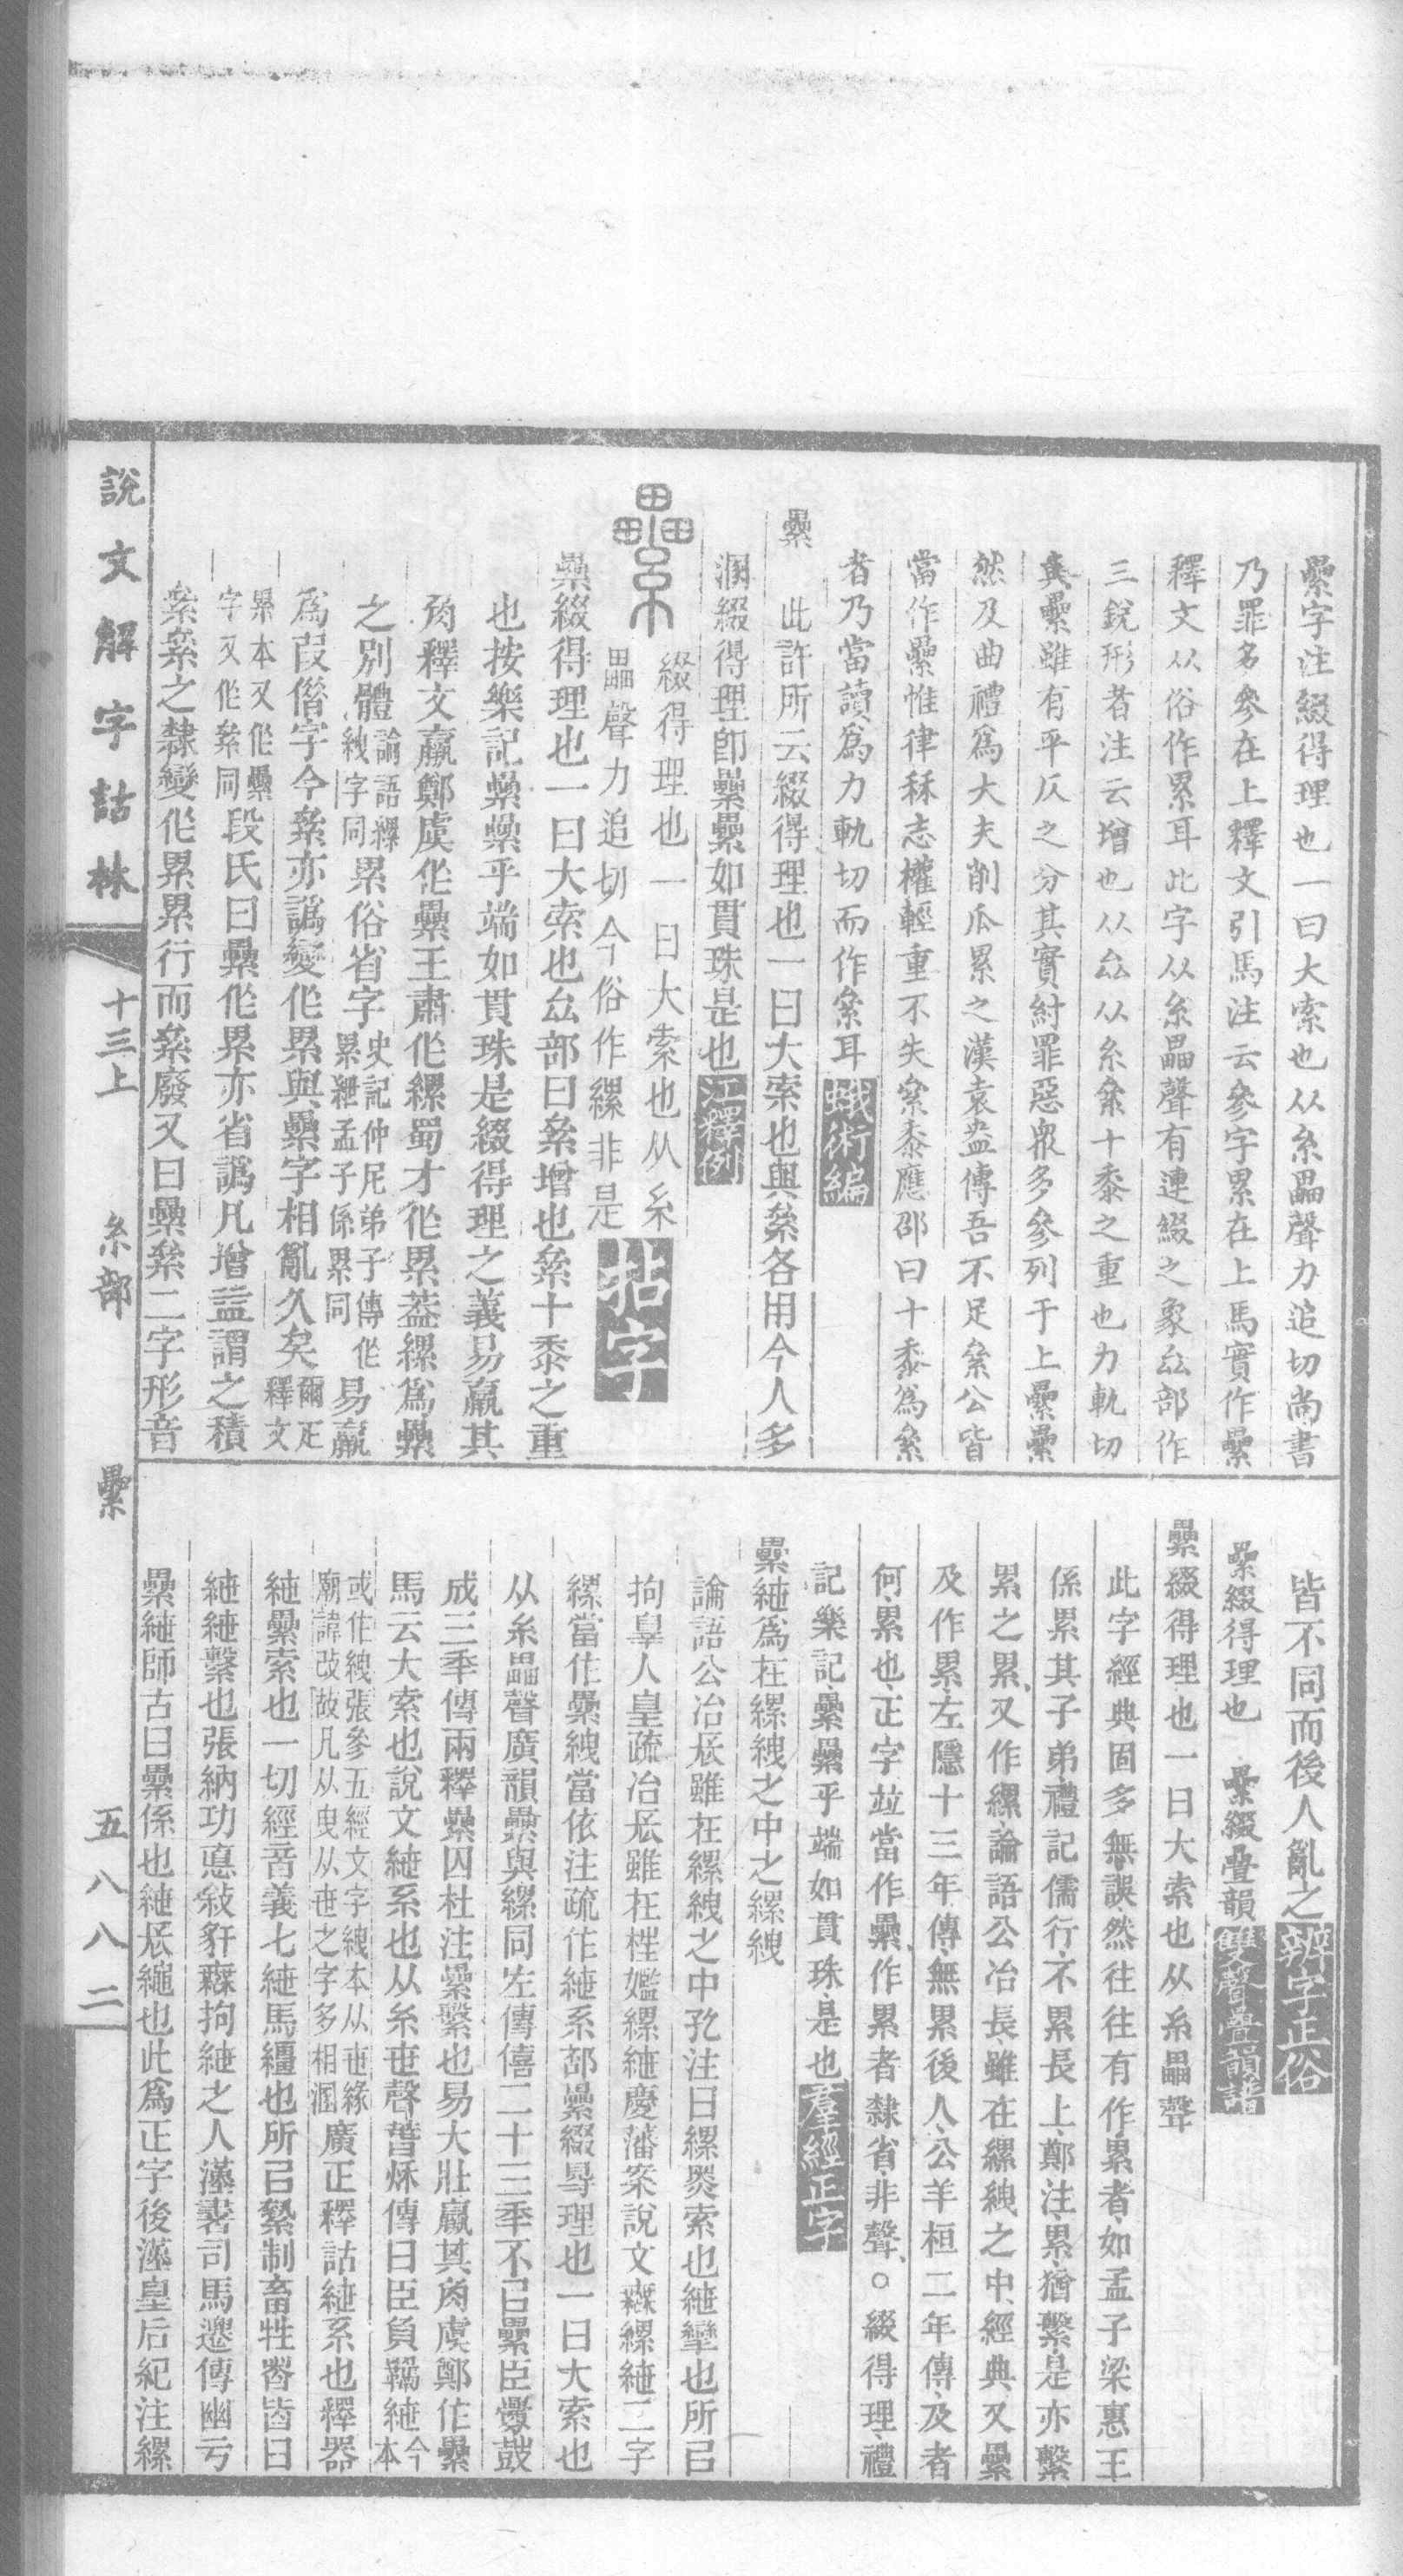 纍字注綴得理也一曰大索也从糸畾聲力追切尚書
乃罪多參在上釋文引馬注云參字累在上馬實作纍
釋文从俗作累耳此字从糸畾聲有連綴之象厽部作
三銳形者注云增也从厽从糸絫十黍之重也力軌切
與纍雖有平仄之分其實紂罪惡眾多參列于上纍纍
然及曲禮為大夫削瓜累之漢袁盎傳吾不足絫公皆
當作纍惟律秝志權輕重不失絫黍應邵曰十黍為絫
者乃當讀為力軌切而作絫耳蛾術編
纍
此許所云綴得理也一曰大索也與絫各用今人多
溷綴得理卽纍纍如貫珠是也江釋例
纍
綴得理也一曰大索也从糸
畾聲力追切今俗作縲非是拈字
纍綴得理也一曰大索也厽部曰絫增也絫十黍之重
也按樂記纍纍乎端如貫珠是綴得理之義易羸其
𧢲釋文羸鄭虞作纍王肅作縲蜀才作累葢縲為纍
之別體論語縲絏字同累俗省字史記仲尼弟子傳作累紲孟子係累同易羸
為叚借字今絫亦譌變作累與纍字相亂久矣爾疋釋文
累本又作纍字又作絫同段氏曰纍作累亦省譌凡增益謂之積
絫絫之隸變作累累行而絫廢又曰纍絫二字形音
說文解字詁林 十三上 糸部 纍 五八八二
皆不同而後人亂之辨字正俗
纍綴得理也 纍綴疊韻雙聲疊韻譜
纍綴得理也一曰大索也从糸畾聲
此字經典固多無誤然往往有作累者如孟子梁惠王
係累其子弟禮記儒行不累長上鄭注累猶繫是亦繫
累之累又作縲論語公冶長雖在縲絏之中經典又纍
及作累左隱十三年傳無累後人公羊桓二年傳及者
何累也正字竝當作纍作累者隸省非聲。綴得理禮
記樂記纍纍乎端如貫珠是也羣經正字
纍紲為在縲絏之中之縲絏
論語公冶長雖在縲絏之中孔注曰縲黑索也紲攣也所㠯
拘辠人皇疏冶長雖在桎檻縲紲慶藩案說文無縲紲二字
縲當作纍絏當依注疏作紲系部纍綴得理也一曰大索也
从糸畾聲廣韻纍與縲同左傳僖二十三年不㠯纍臣釁鼓
成三年傳兩釋纍囚杜注纍繫也易大壯羸其𧢲虞鄭作纍
馬云大索也說文紲系也从糸世聲晉穌傳曰臣負羈紲今本
或作絏張參五經文字絏本从世緣廟諱改故凡从曳从世之字多相溷廣疋釋詁紲系也釋器
紲纍索也一切經音義七紲馬繮也所㠯縶制畜牲者皆曰
紲紲繫也張納功悳敍犴無拘紲之人漢書司馬遷傳幽于
纍紲師古曰纍係也紲長繩也此為正字後漢皇后紀注縲